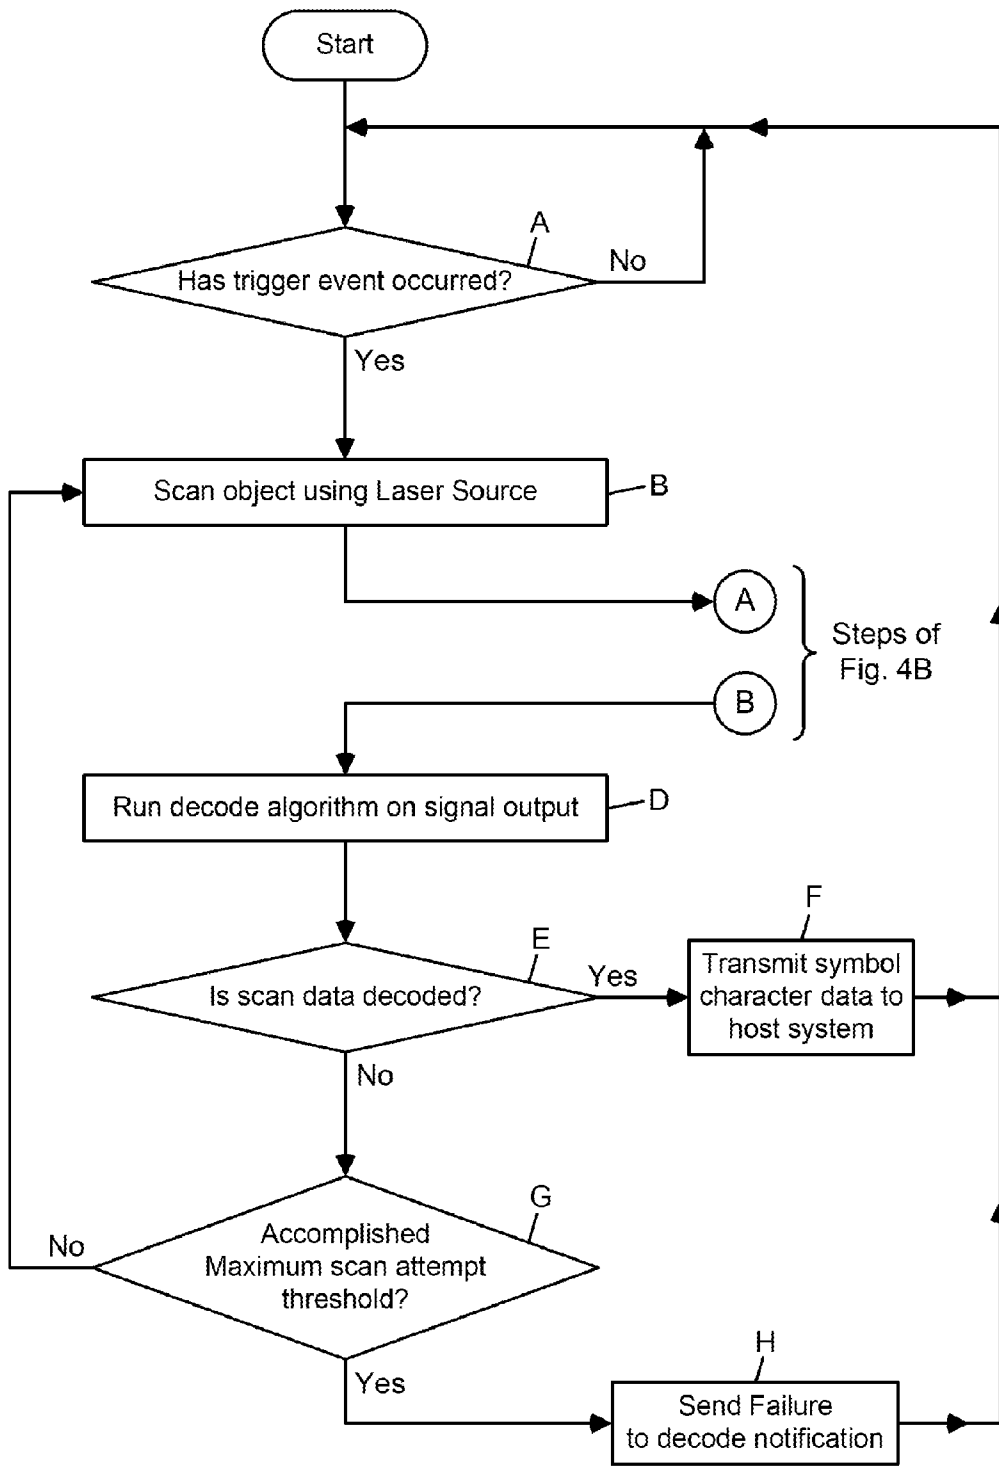 Start
A
Has trigger event occurred?
No
Yes
Scan object using Laser Source
B
A
Steps of
Fig. 4B
B
Run decode algorithm on signal output
D
E
Is scan data decoded?
Yes
F
Transmit symbol
character data to
host system
No
G
Accomplished
Maximum scan attempt
threshold?
No
Yes
H
Send Failure
to decode notification